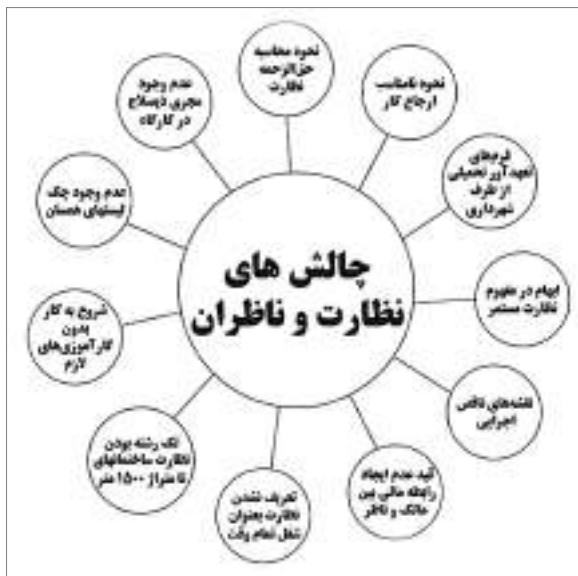 چالش های
نظارت و ناظران
نحوه محاسبه
حق‌الزحمه
نظارت
نحوه نامناسب
ارجاع کار
فرم‌های
تعهدآور تحمیلی
از طرف
شهرداری
ابهام در مفهوم
نظارت مستمر
نقشه‌های ناقص
اجرایی
قید عدم ایجاد
رابطه مالی بین
مالک و ناظر
تعریف نشدن
نظارت بعنوان
شغل تمام وقت
تک رشته بودن
نظارت ساختمانهای
تا متراژ ۱۵۰۰ متر
شروع به کار
بدون
کارآموزی‌های
لازم
عدم وجود چک
لیستهای همسان
عدم وجود
مجری ذیصلاح
در کارگاه